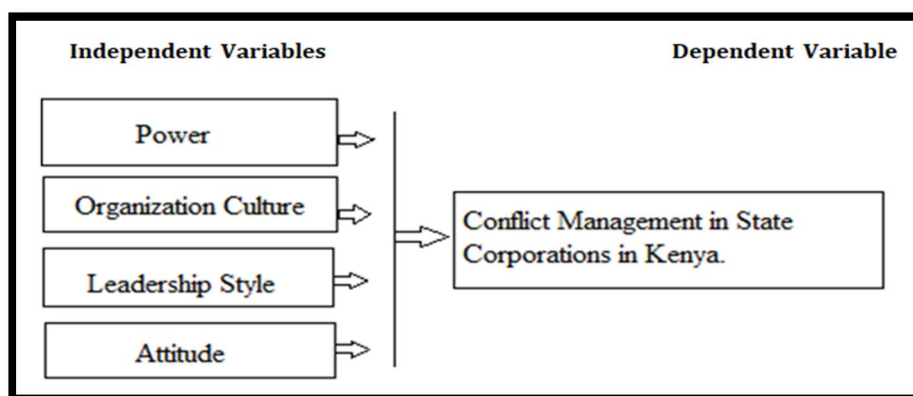 Independent Variables
Dependent Variable
Power
Organization Culture
Leadership Style
Attitude
Conflict Management in State
Corporations in Kenya.